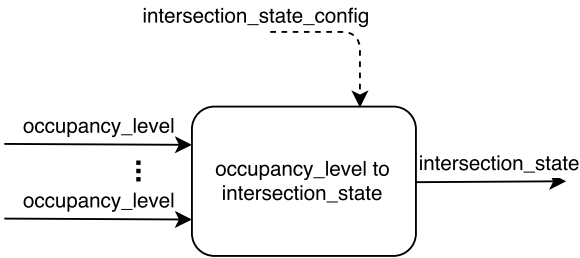 intersection_state_config
occupancy_level
occupancy_level
occupancy_level to
intersection_state
intersection_state